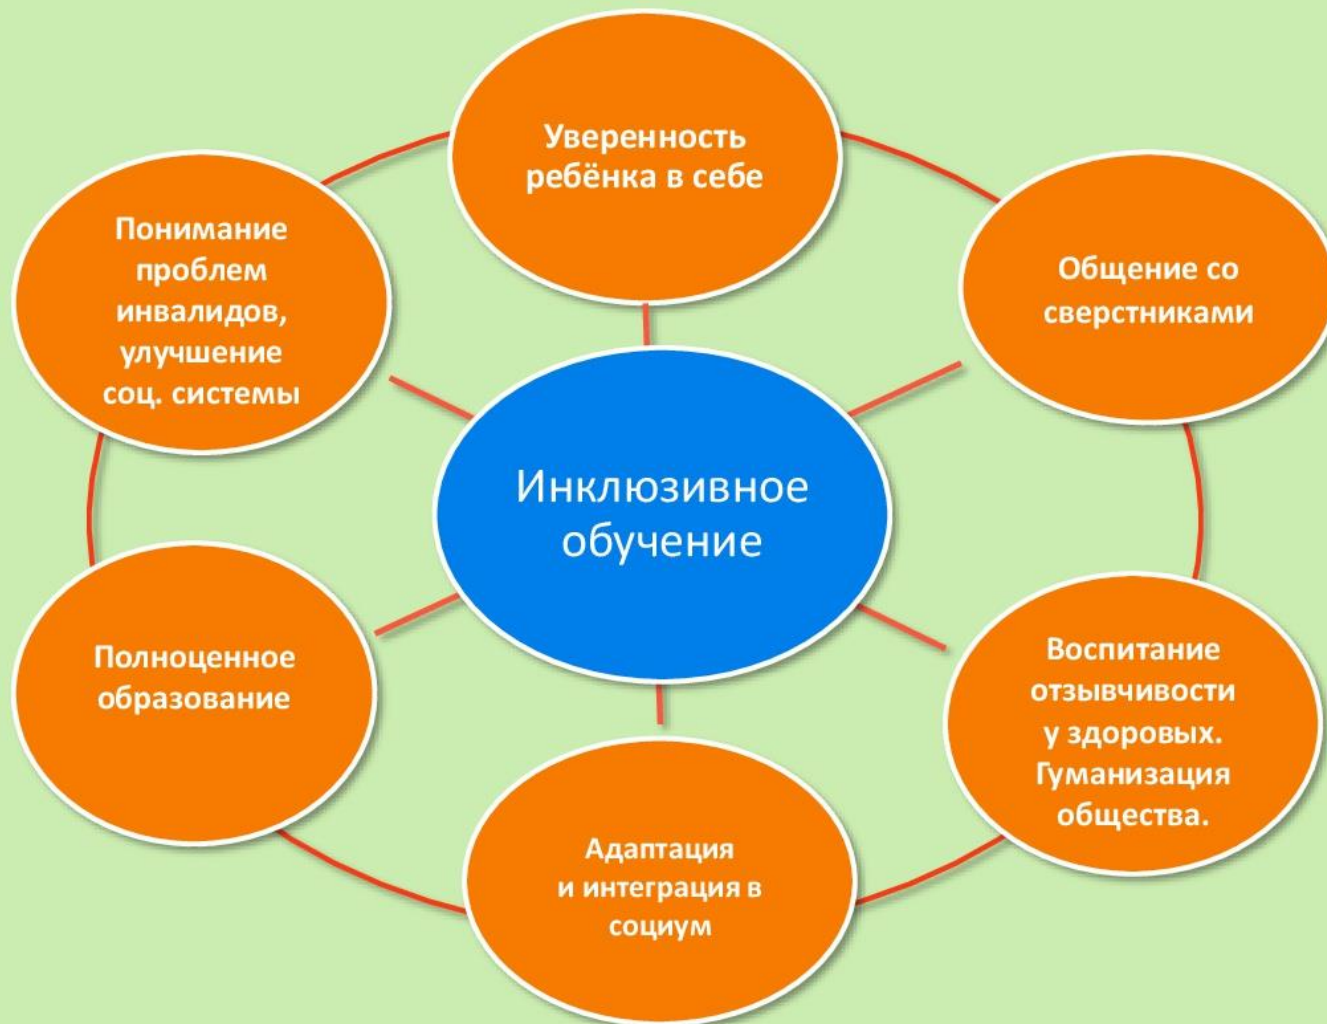 Уверенность
ребёнка в себе
Общение со
сверстниками
Воспитание
отзывчивости
у здоровых.
Гуманизация
общества.
Адаптация
и интеграция в
социум
Полноценное
образование
Понимание
проблем
инвалидов,
улучшение
соц. системы
Инклюзивное
обучение